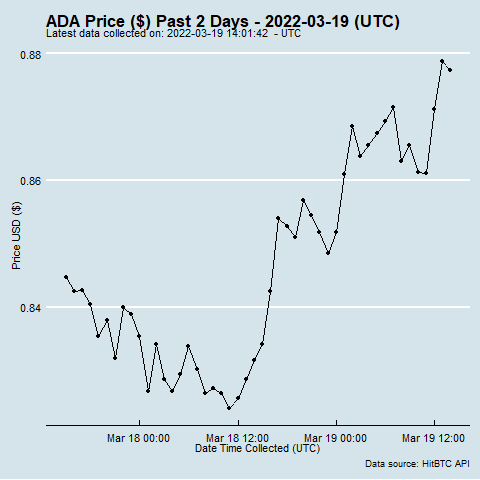 ADA Price ($) Past 2 Days - 2022-03-19 (UTC)
Latest data collected on: 2022-03-19 14:01:42 - UTC
0.88
0.86
0.84
Price USD ($)
Mar 18 00:00 Mar 18 12:00 Mar 19 00:00 Mar 19 12:00
Date Time Collected (UTC)
Data source: HitBTC API